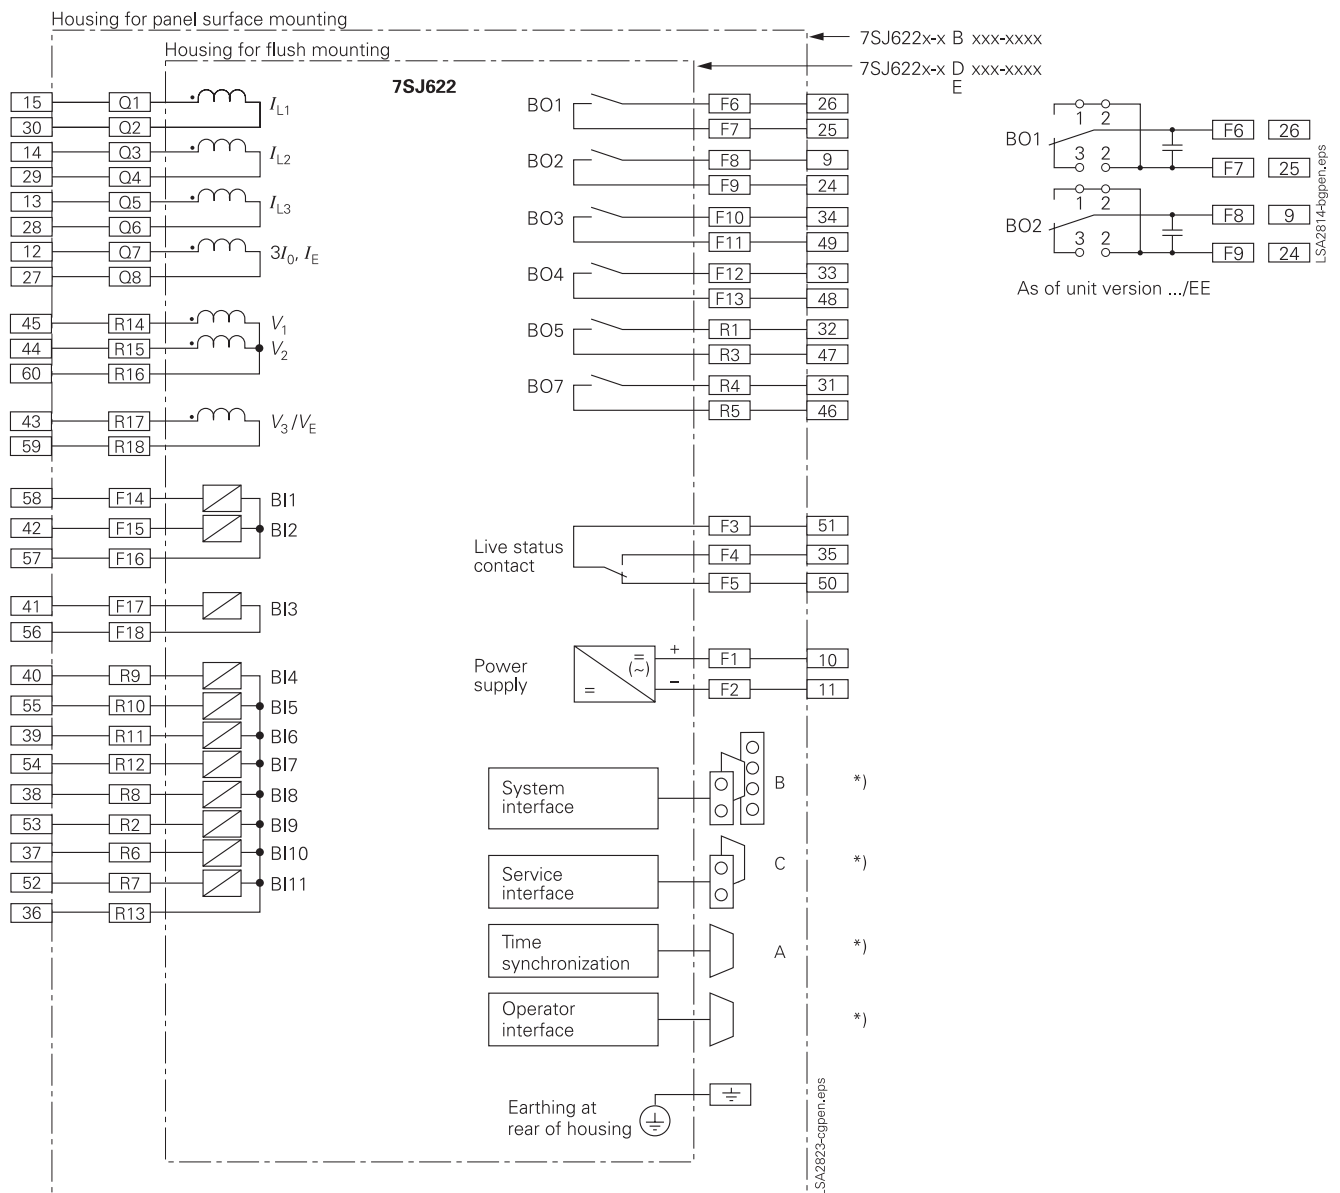 Housing for panel surface mounting
7SJ622x-x B xxx-xxxx
Housing for flush mounting
7SJ622x-x D xxx-xxxx
E
7SJ622
15 Q1 I L1
30 Q2
14 Q3 I L2
29 Q4
13 Q5 I L3
28 Q6
12 Q7 3I0, IE
27 Q8
45 R14 V1
44 R15 V2
60 R16
43 R17 V3/VE
59 R18
58 F14 BI1
42 F15 BI2
57 F16
41 F17 BI3
56 F18
40 R9 BI4
55 R10 BI5
39 R11 BI6
54 R12 BI7
38 R8 BI8
53 R2 BI9
37 R6 BI10
52 R7 BI11
36 R13
BO1 F6 26
F7 25
BO2 F8 9
F9 24
BO3 F10 34
F11 49
BO4 F12 33
F13 48
BO5 R1 32
R3 47
BO7 R4 31
R5 46
Live status
contact
F3 51
F4 35
F5 50
Power
supply
= (~) =
+ F1 10
– F2 11
System
interface
B *)
Service
interface
C *)
Time
synchronization
A *)
Operator
interface
*)
Earthing at
rear of housing
LSA2823-cgpen.eps
1 2
BO1
3 2
F6 26
F7 25
1 2
BO2
3 2
F8 9
F9 24
As of unit version .../EE
LSA2814-bgpen.eps